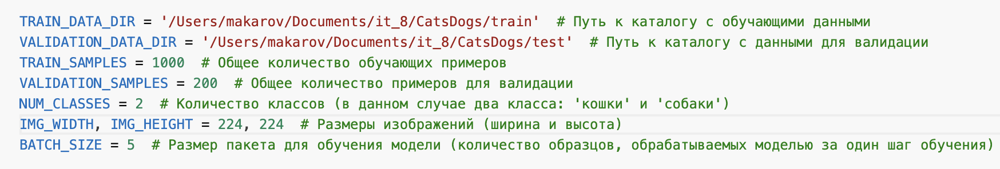 TRAIN_DATA_DIR = '/Users/makarov/Documents/it_8/CatsDogs/train'  # Путь к каталогу с обучающими данными
VALIDATION_DATA_DIR = '/Users/makarov/Documents/it_8/CatsDogs/test'  # Путь к каталогу с данными для валидации
TRAIN_SAMPLES = 1000  # Общее количество обучающих примеров
VALIDATION_SAMPLES = 200  # Общее количество примеров для валидации
NUM_CLASSES = 2  # Количество классов (в данном случае два класса: 'кошки' и 'собаки')
IMG_WIDTH, IMG_HEIGHT = 224, 224  # Размеры изображений (ширина и высота)
BATCH_SIZE = 5  # Размер пакета для обучения модели (количество образцов, обрабатываемых моделью за один шаг обучения)